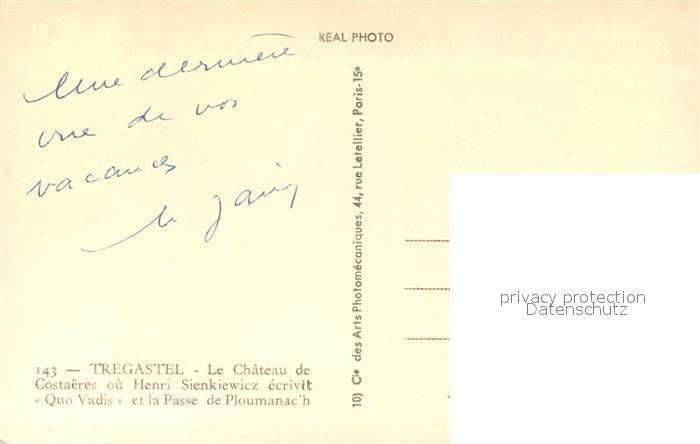 REAL PHOTO
Une dernière
vue de vos
vacances
143 — TREGASTEL - Le Château de
Costaëres où Henri Sienkiewicz écrivit
« Quo Vadis » et la Passe de Ploumanac'h
10) Cie des Arts Photomécaniques, 44, rue Letellier, Paris-15e
privacy protection
Datenschutz